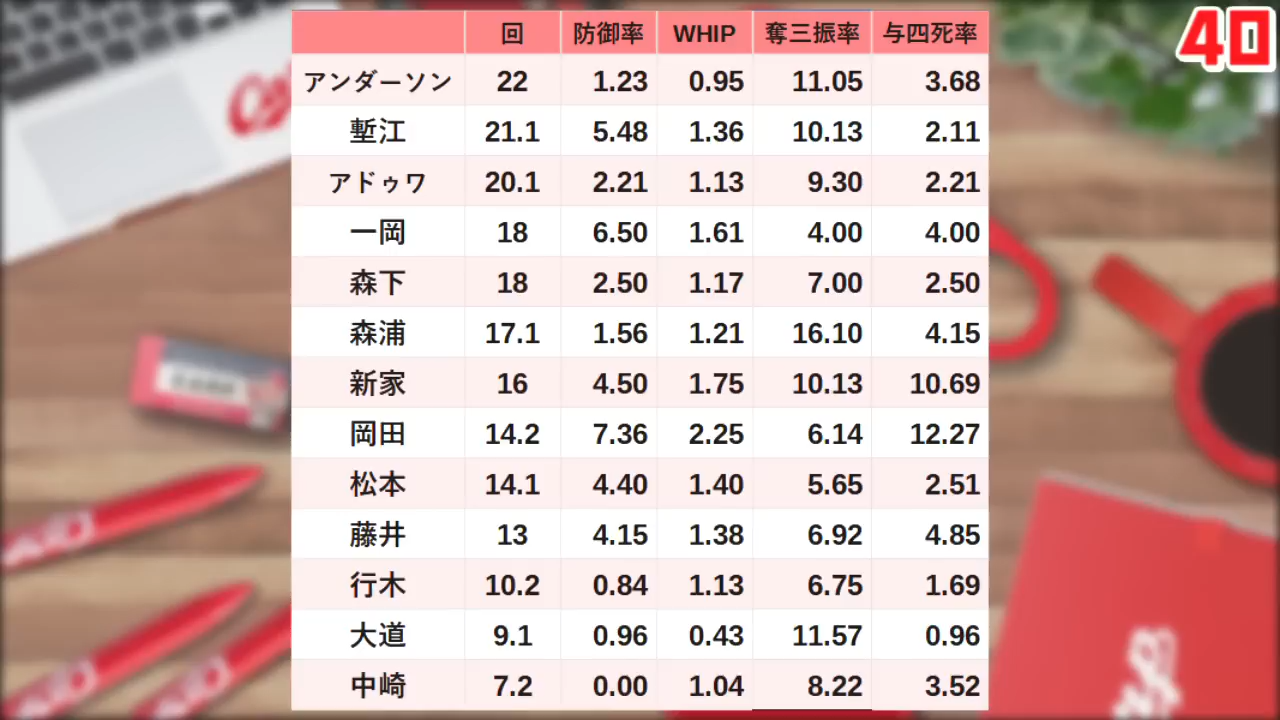 40
回 防御率 WHIP 奪三振率 与四死率
アンダーソン 22 1.23 0.95 11.05 3.68
塹江 21.1 5.48 1.36 10.13 2.11
アドゥワ 20.1 2.21 1.13 9.30 2.21
一岡 18 6.50 1.61 4.00 4.00
森下 18 2.50 1.17 7.00 2.50
森浦 17.1 1.56 1.21 16.10 4.15
新家 16 4.50 1.75 10.13 10.69
岡田 14.2 7.36 2.25 6.14 12.27
松本 14.1 4.40 1.40 5.65 2.51
藤井 13 4.15 1.38 6.92 4.85
行木 10.2 0.84 1.13 6.75 1.69
大道 9.1 0.96 0.43 11.57 0.96
中崎 7.2 0.00 1.04 8.22 3.52